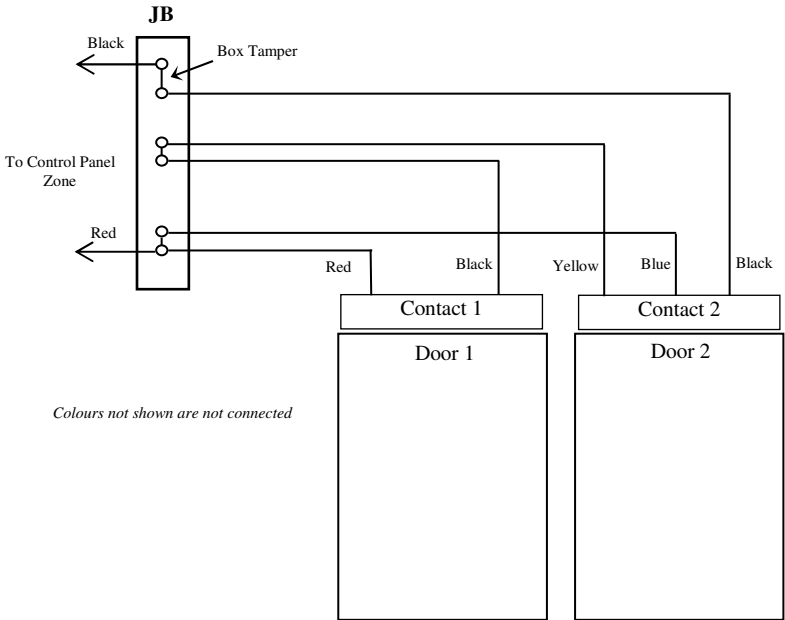 JB
Black
Box Tamper
To Control Panel
Zone
Red
Red
Black
Yellow
Blue
Black
Contact 1
Contact 2
Door 1
Door 2
Colours not shown are not connected